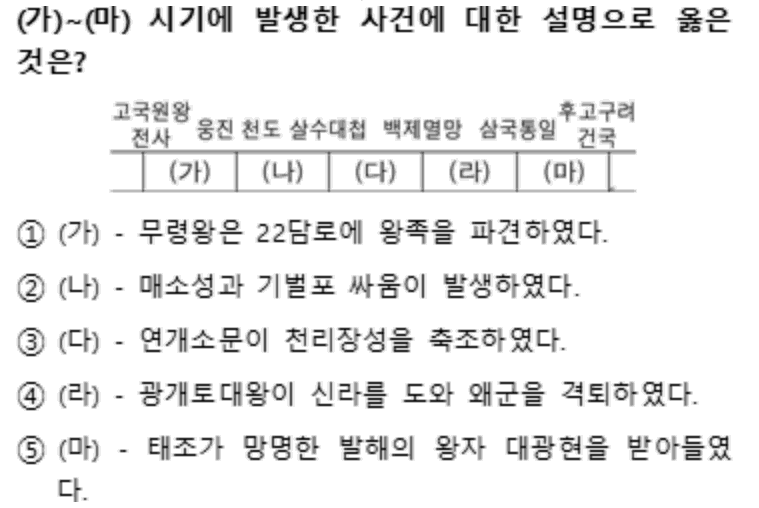 (가)~(마) 시기에 발생한 사건에 대한 설명으로 옳은
것은?
고국원왕 전사 웅진 천도 살수대첩 백제멸망 삼국통일 후고구려 건국
(가) (나) (다) (라) (마)
① (가) - 무령왕은 22담로에 왕족을 파견하였다.
② (나) - 매소성과 기벌포 싸움이 발생하였다.
③ (다) - 연개소문이 천리장성을 축조하였다.
④ (라) - 광개토대왕이 신라를 도와 왜군을 격퇴하였다.
⑤ (마) - 태조가 망명한 발해의 왕자 대광현을 받아들였
다.